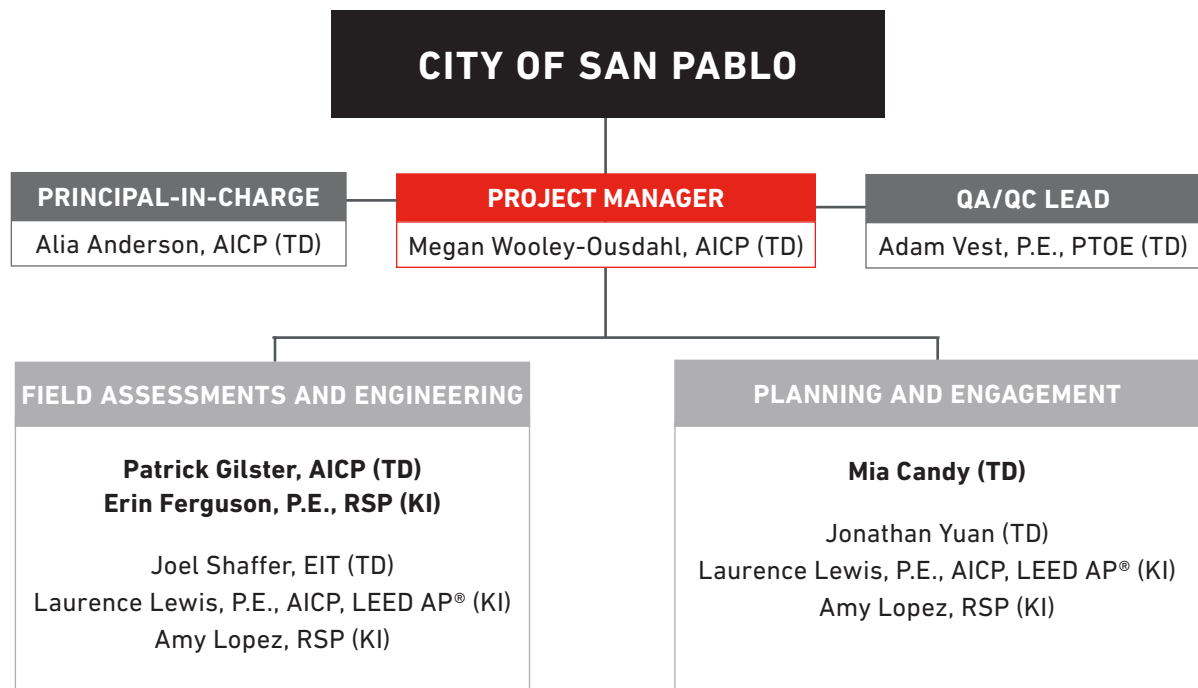 CITY OF SAN PABLO
PRINCIPAL-IN-CHARGE
Alia Anderson, AICP (TD)
PROJECT MANAGER
Megan Wooley-Ousdahl, AICP (TD)
QA/QC LEAD
Adam Vest, P.E., PTOE (TD)
FIELD ASSESSMENTS AND ENGINEERING
Patrick Gilster, AICP (TD)
Erin Ferguson, P.E., RSP (KI)
Joel Shaffer, EIT (TD)
Laurence Lewis, P.E., AICP, LEED AP® (KI)
Amy Lopez, RSP (KI)
PLANNING AND ENGAGEMENT
Mia Candy (TD)
Jonathan Yuan (TD)
Laurence Lewis, P.E., AICP, LEED AP® (KI)
Amy Lopez, RSP (KI)